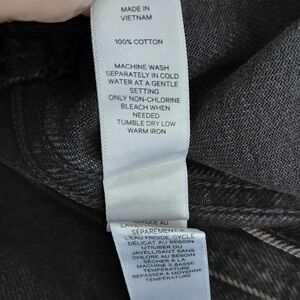 MADE IN
VIETNAM
100% COTTON
MACHINE WASH
SEPARATELY IN COLD
WATER AT A GENTLE
SETTING
ONLY NON-CHLORINE
BLEACH WHEN
NEEDED
TUMBLE DRY LOW
WARM IRON
SÉPARÉMENT À
L'EAU FROIDE, CYCLE
DÉLICAT AU BESOIN
UTILISER DU
JAVELLISANT SANS
CHLORE AU BESOIN
SÉCHER À LA
MACHINE À BASSE
TEMPÉRATURE
REPASSER À MOYENNE
TEMPÉRATURE